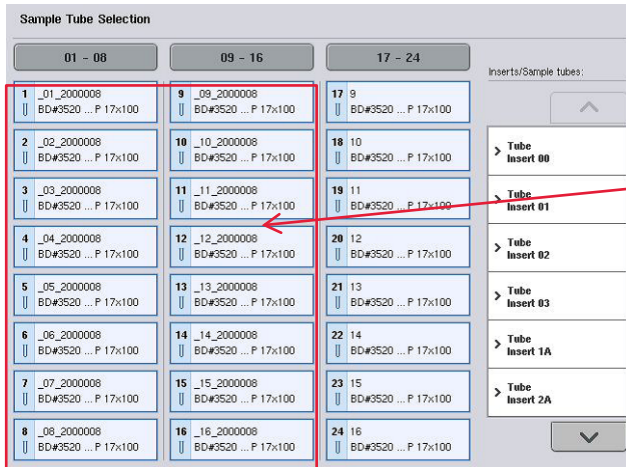 Sample Tube Selection
01 - 08
09 - 16
17 - 24
Inserts/Sample tubes:
1 _01_2000008
BD#3520 ... P 17x100
2 _02_2000008
BD#3520 ... P 17x100
3 _03_2000008
BD#3520 ... P 17x100
4 _04_2000008
BD#3520 ... P 17x100
5 _05_2000008
BD#3520 ... P 17x100
6 _06_2000008
BD#3520 ... P 17x100
7 _07_2000008
BD#3520 ... P 17x100
8 _08_2000008
BD#3520 ... P 17x100
9 _09_2000008
BD#3520 ... P 17x100
10 _10_2000008
BD#3520 ... P 17x100
11 _11_2000008
BD#3520 ... P 17x100
12 _12_2000008
BD#3520 ... P 17x100
13 _13_2000008
BD#3520 ... P 17x100
14 _14_2000008
BD#3520 ... P 17x100
15 _15_2000008
BD#3520 ... P 17x100
16 _16_2000008
BD#3520 ... P 17x100
17 9
BD#3520 ... P 17x100
18 10
BD#3520 ... P 17x100
19 11
BD#3520 ... P 17x100
20 12
BD#3520 ... P 17x100
21 13
BD#3520 ... P 17x100
22 14
BD#3520 ... P 17x100
23 15
BD#3520 ... P 17x100
24 16
BD#3520 ... P 17x100
Tube
Insert 00
Tube
Insert 01
Tube
Insert 02
Tube
Insert 03
Tube
Insert 1A
Tube
Insert 2A